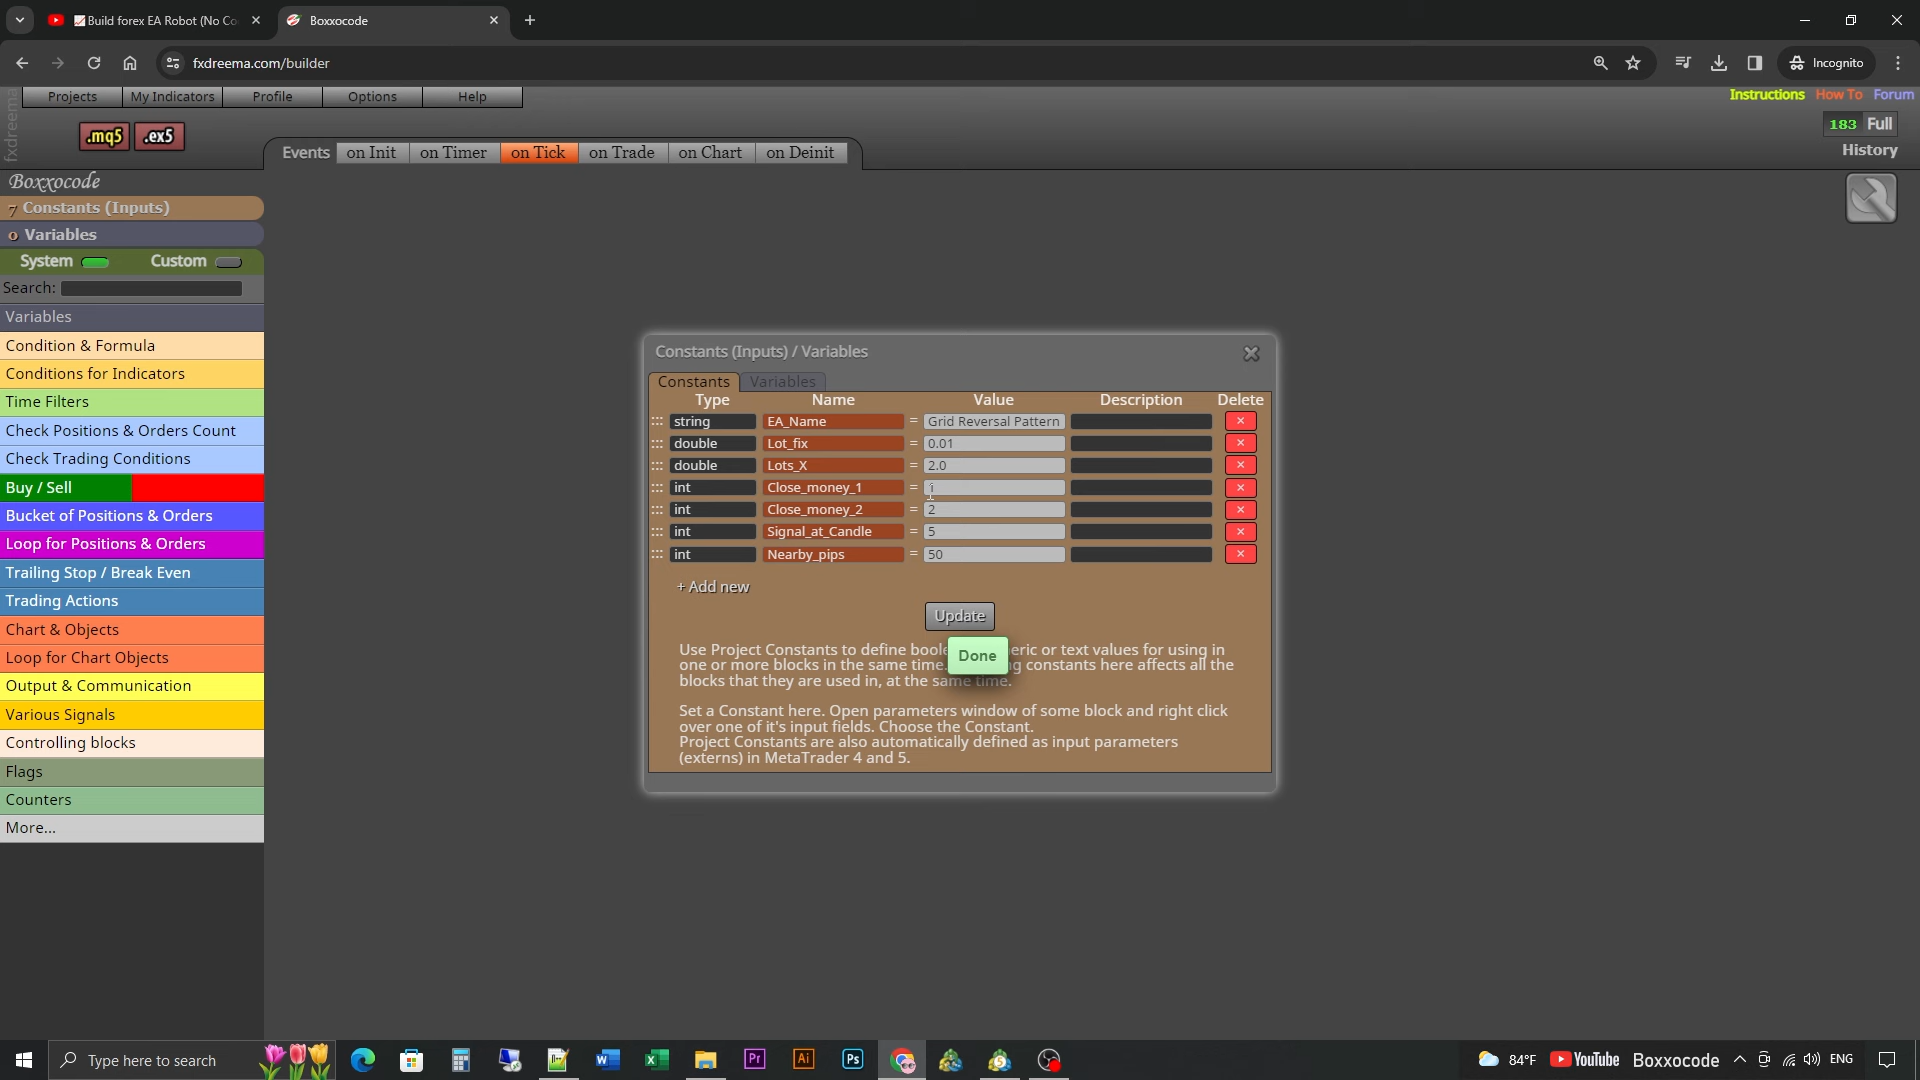 Build forex EA Robot (No Co
Boxxocode
fxdreema.com/builder
Incognito
fxdreema
Projects
My Indicators
Profile
Options
Help
Instructions
How To
Forum
.mq5
.ex5
183 Full
History
Events
on Init
on Timer
on Tick
on Trade
on Chart
on Deinit
Boxxocode
7 Constants (Inputs)
0 Variables
System
Custom
Search:
Variables
Condition & Formula
Conditions for Indicators
Time Filters
Check Positions & Orders Count
Check Trading Conditions
Buy / Sell
Bucket of Positions & Orders
Loop for Positions & Orders
Trailing Stop / Break Even
Trading Actions
Chart & Objects
Loop for Chart Objects
Output & Communication
Various Signals
Controlling blocks
Flags
Counters
More...
Constants (Inputs) / Variables
Constants
Variables
Type Name Value Description Delete
string EA_Name = Grid Reversal Pattern
double Lot_fix = 0.01
double Lots_X = 2.0
int Close_money_1 = 1
int Close_money_2 = 2
int Signal_at_Candle = 5
int Nearby_pips = 50
+ Add new
Update
Done
Use Project Constants to define boole eric or text values for using in
one or more blocks in the same time. g constants here affects all the
blocks that they are used in, at the same time.
Set a Constant here. Open parameters window of some block and right click
over one of it's input fields. Choose the Constant.
Project Constants are also automatically defined as input parameters
(externs) in MetaTrader 4 and 5.
Type here to search
84°F
YouTube
Boxxocode
ENG